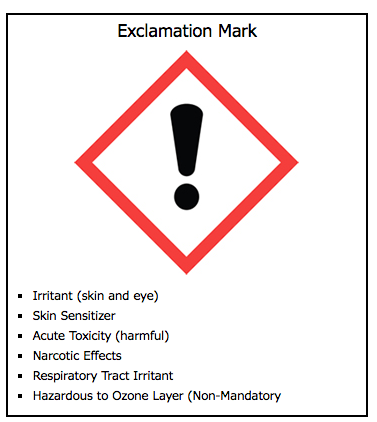 Exclamation Mark
Irritant (skin and eye)
Skin Sensitizer
Acute Toxicity (harmful)
Narcotic Effects
Respiratory Tract Irritant
Hazardous to Ozone Layer (Non-Mandatory